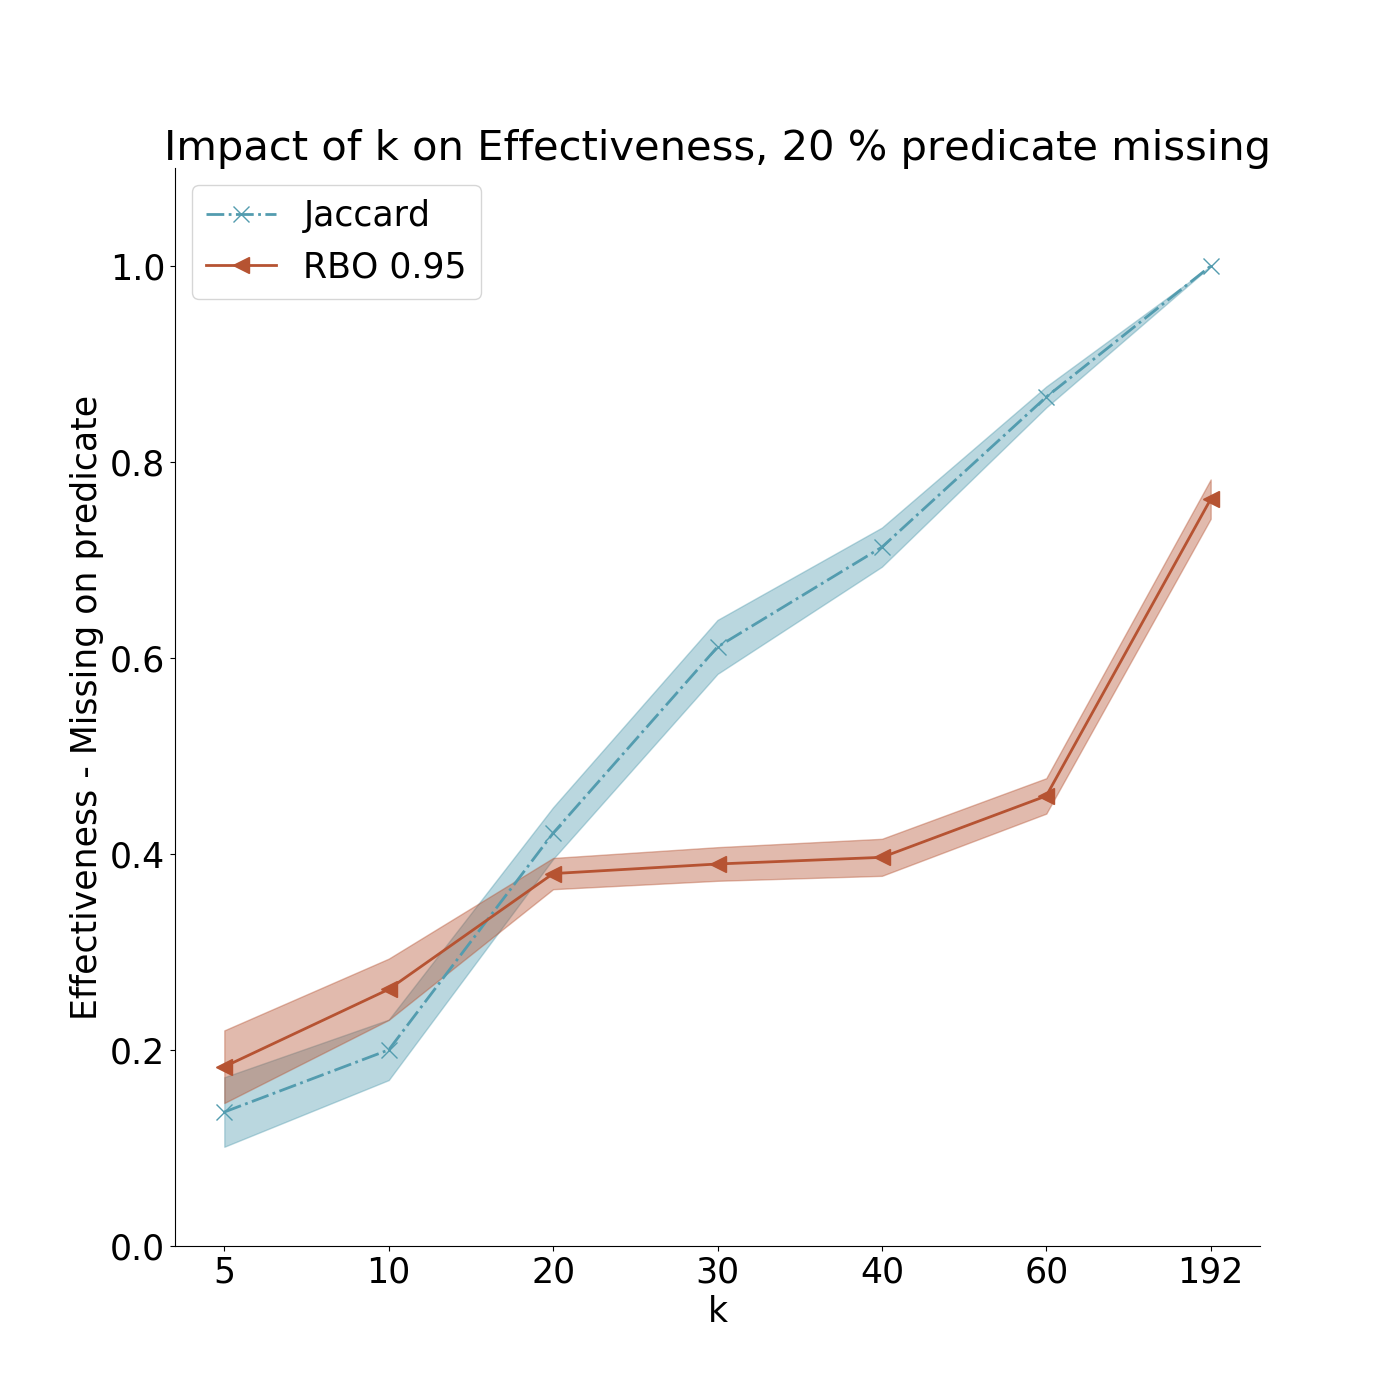 Impact of k on Effectiveness, 20 % predicate missing
Jaccard
RBO 0.95
Effectiveness - Missing on predicate
1.0
0.8
0.6
0.4
0.2
0.0
5 10 20 30 40 60 192
k